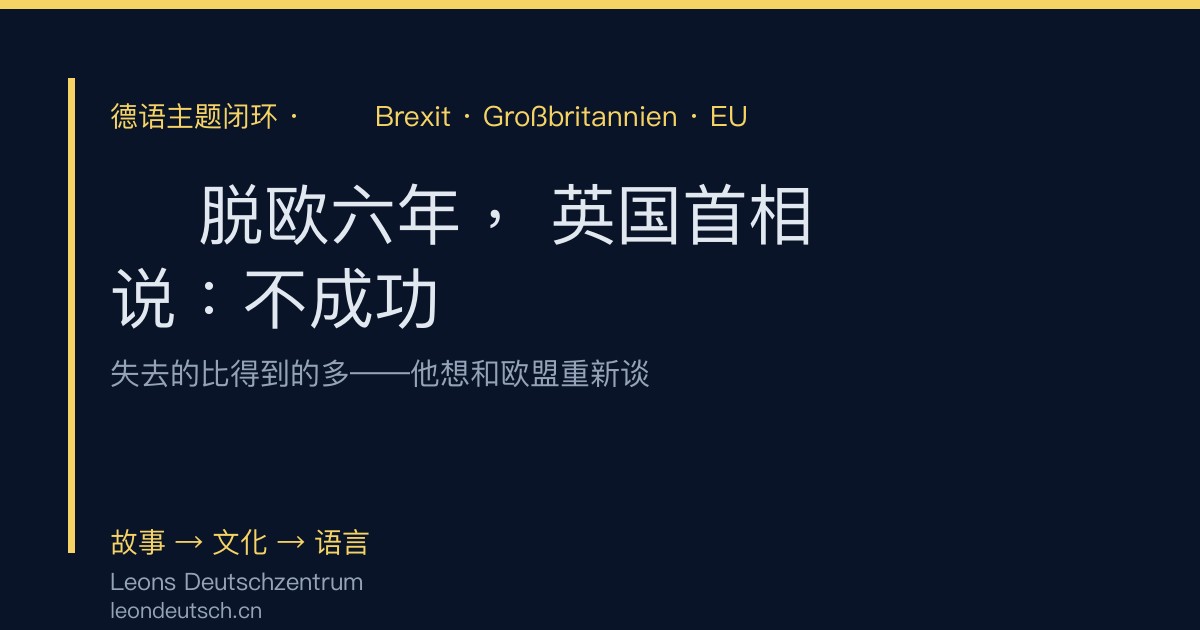 德语主题闭环 · Brexit · Großbritannien · EU
脱欧六年，英国首相
说：不成功
失去的比得到的多——他想和欧盟重新谈
故事 → 文化 → 语言
Leons Deutschzentrum
leondeutsch.cn